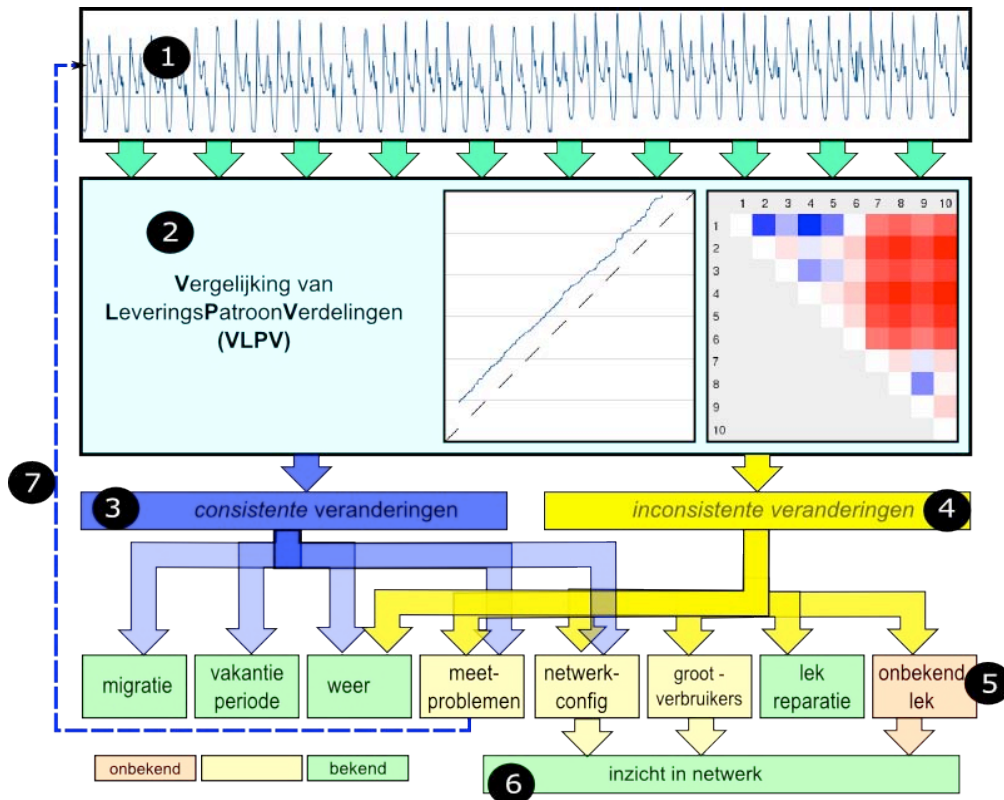 1
2
Vergelijking van
LeveringsPatroonVerdelingen
(VLPV)
1 2 3 4 5 6 7 8 9 10
1
2
3
4
5
6
7
8
9
10
7
3 consistente veranderingen
inconsistente veranderingen 4
migratie
vakantie
periode
weer
meet-
problemen
netwerk-
config
groot -
verbruikers
lek
reparatie
onbekend
lek
5
onbekend
bekend
6 inzicht in netwerk